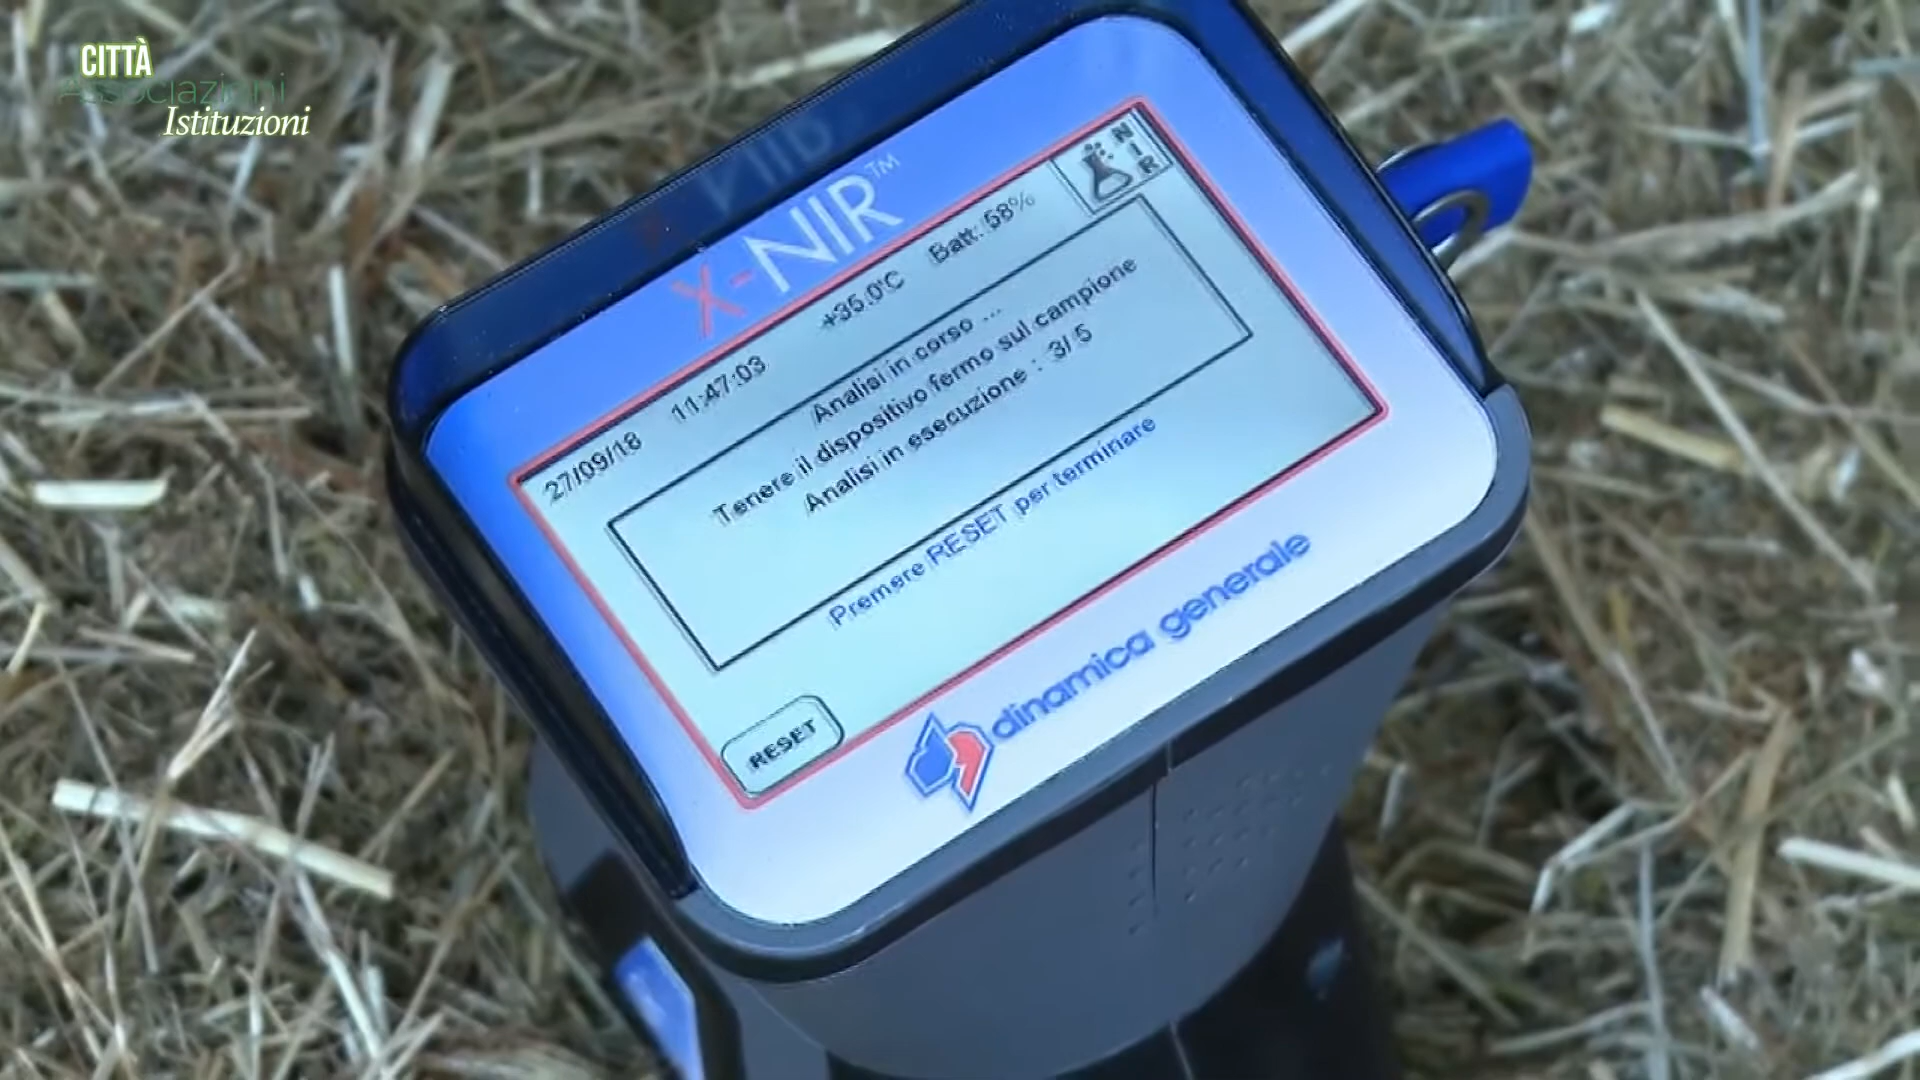 CITTÀ
Associazioni
Istituzioni
X-NIR™
27/09/18 11:47:03 +35.0°C Batt: 58%
NIR
Analisi in corso ...
Tenere il dispositivo fermo sul campione
Analisi in esecuzione : 3/ 5
Premere RESET per terminare
RESET
dinamica generale